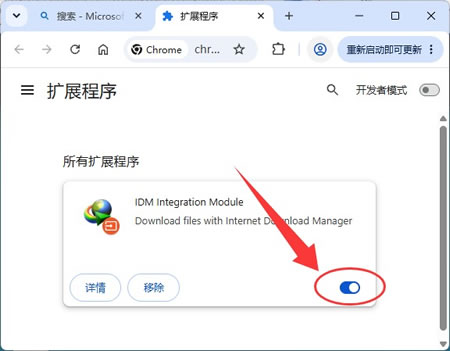 搜索 - Microsof
扩展程序
Chrome
chr...
重新启动即可更新
扩展程序
开发者模式
所有扩展程序
IDM Integration Module
Download files with Internet Download Manager
详情
移除